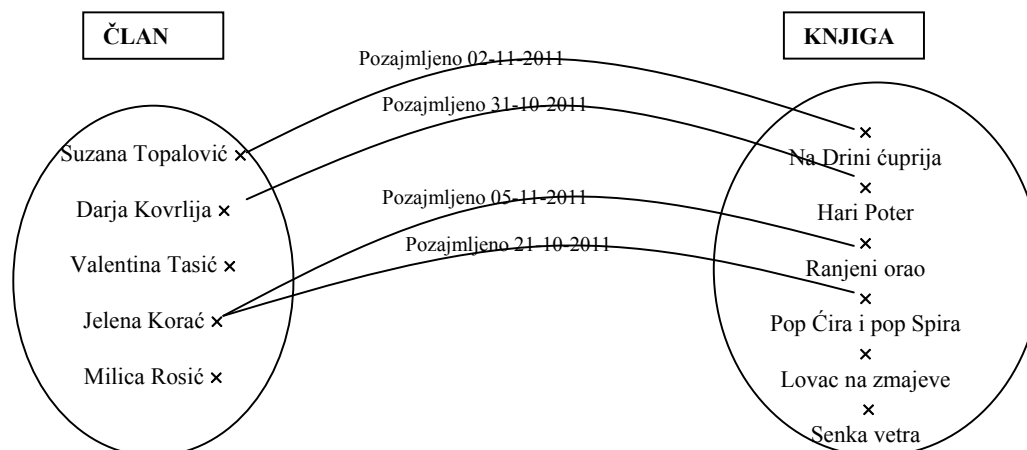 ČLAN
KNJIGA
Pozajmljeno 02-11-2011
Pozajmljeno 31-10-2011
Suzana Topalović
Na Drini ćuprija
Darja Kovrlija
Pozajmljeno 05-11-2011
Hari Poter
Pozajmljeno 21-10-2011
Valentina Tasić
Ranjeni orao
Jelena Korać
Pop Ćira i pop Spira
Milica Rosić
Lovac na zmajeve
Senka vetra